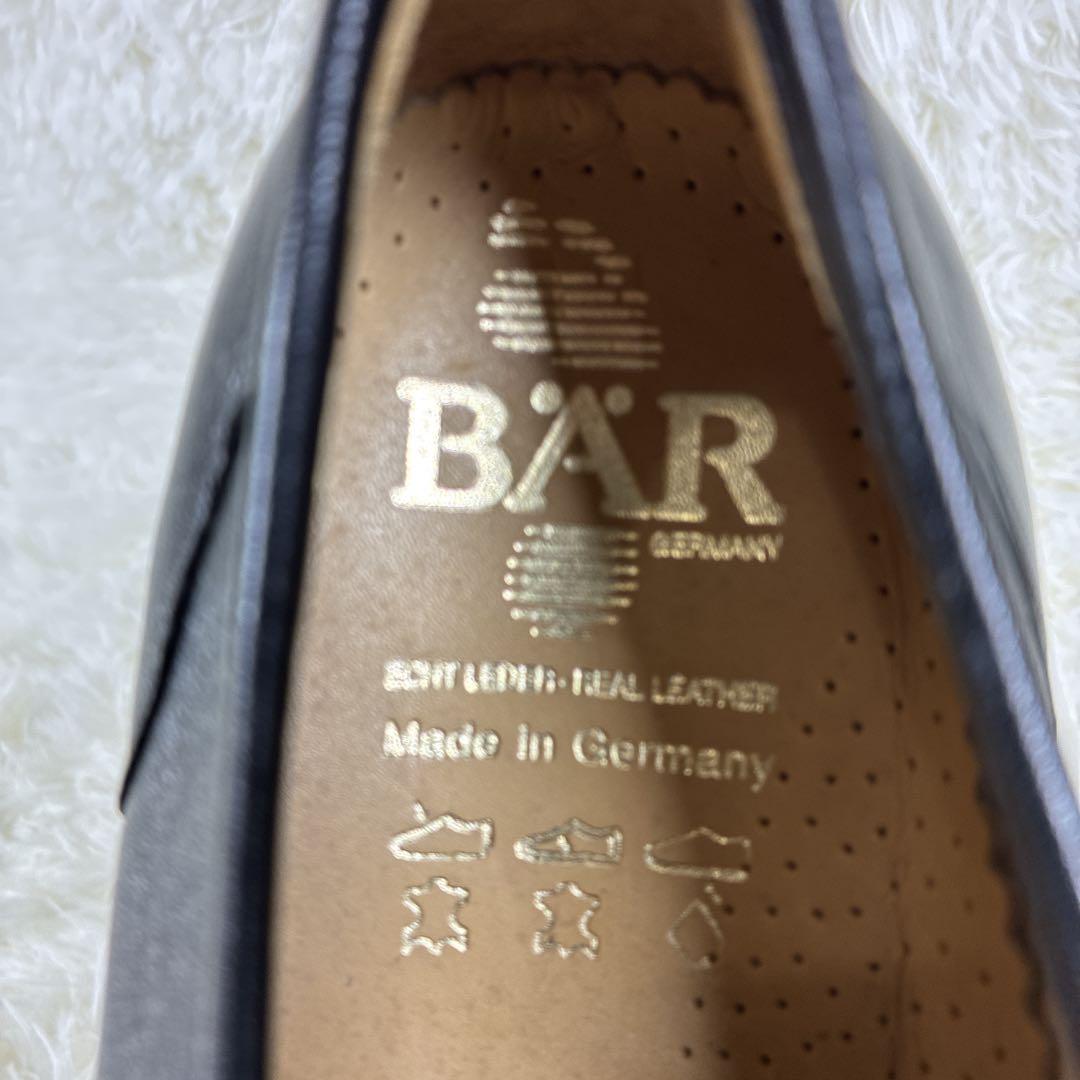 BÄR
GERMANY
ECHT LEDER · REAL LEATHER
Made in Germany